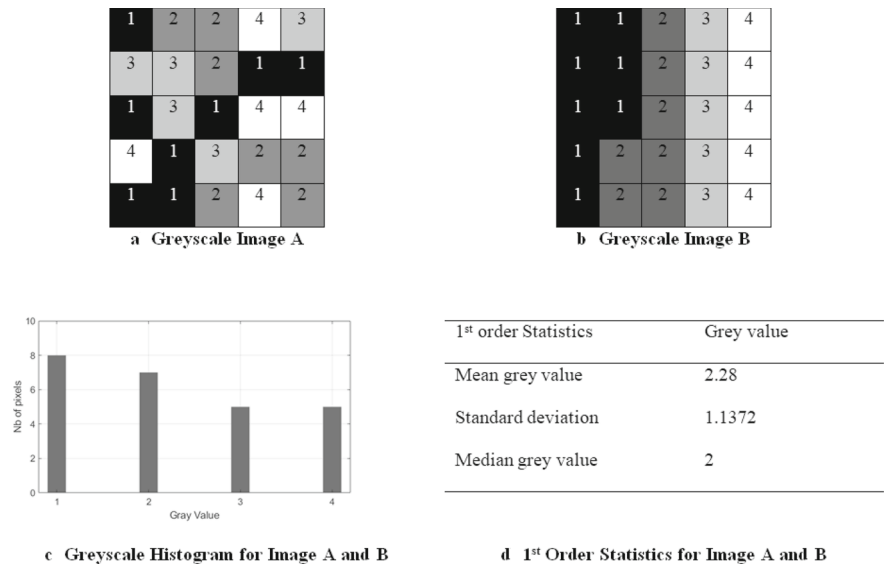 1 2 2 4 3
3 3 2 1 1
1 3 1 4 4
4 1 3 2 2
1 1 2 4 2
a Greyscale Image A
1 1 2 3 4
1 1 2 3 4
1 1 2 3 4
1 2 2 3 4
1 2 2 3 4
b Greyscale Image B
10
8
6
4
2
0
Nb of pixels
1 2 3 4
Gray Value
c Greyscale Histogram for Image A and B
1st order Statistics Grey value
Mean grey value 2.28
Standard deviation 1.1372
Median grey value 2
d 1st Order Statistics for Image A and B